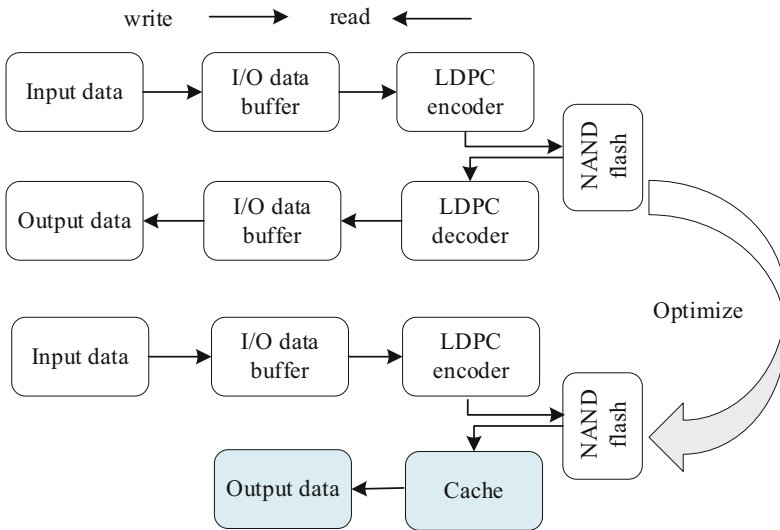 write read
Input data
I/O data
buffer
LDPC
encoder
NAND
flash
Output data
I/O data
buffer
LDPC
decoder
Optimize
Input data
I/O data
buffer
LDPC
encoder
NAND
flash
Output data
Cache